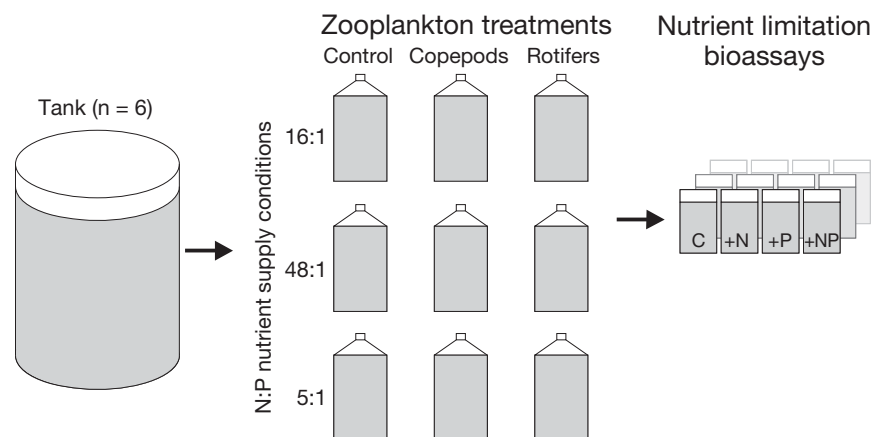 Zooplankton treatments
Control Copepods Rotifers
Nutrient limitation
bioassays
Tank (n = 6)
N:P nutrient supply conditions
16:1
48:1
5:1
C +N +P +NP